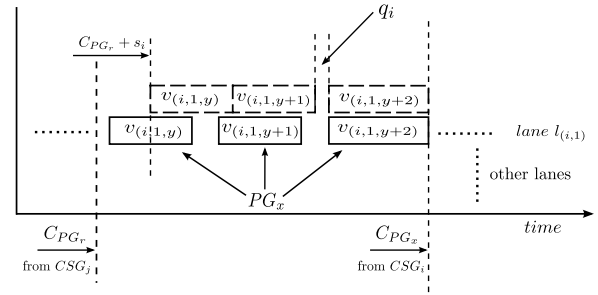 q_i
C_{PG_r} + s_i
v_{(i,1,y)} v_{(i,1,y+1)} v_{(i,1,y+2)}
v_{(i,1,y)} v_{(i,1,y+1)} v_{(i,1,y+2)} lane l_{(i,1)}
other lanes
PG_x
time
C_{PG_r} C_{PG_x}
from CSG_j from CSG_i